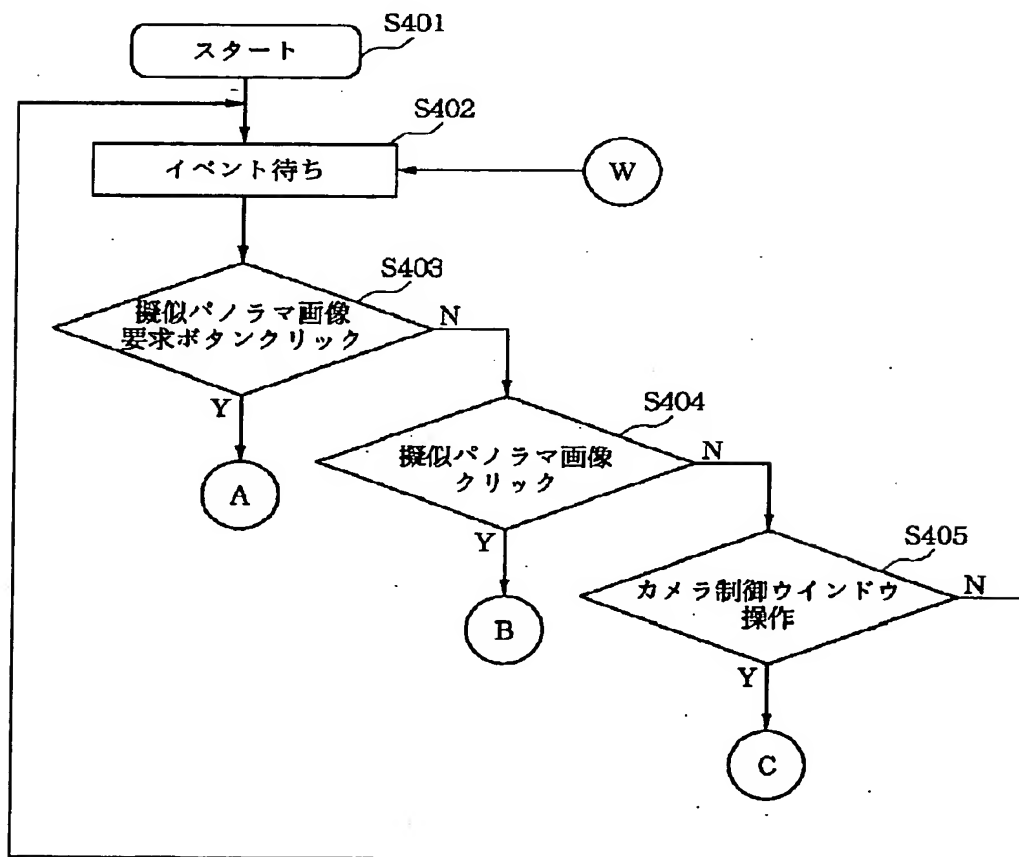 S401
スタート
S402
イベント待ち
W
S403
擬似パノラマ画像
要求ボタンクリック
N
Y
A
S404
擬似パノラマ画像
クリック
N
Y
B
S405
カメラ制御ウインドウ
操作
N
Y
C